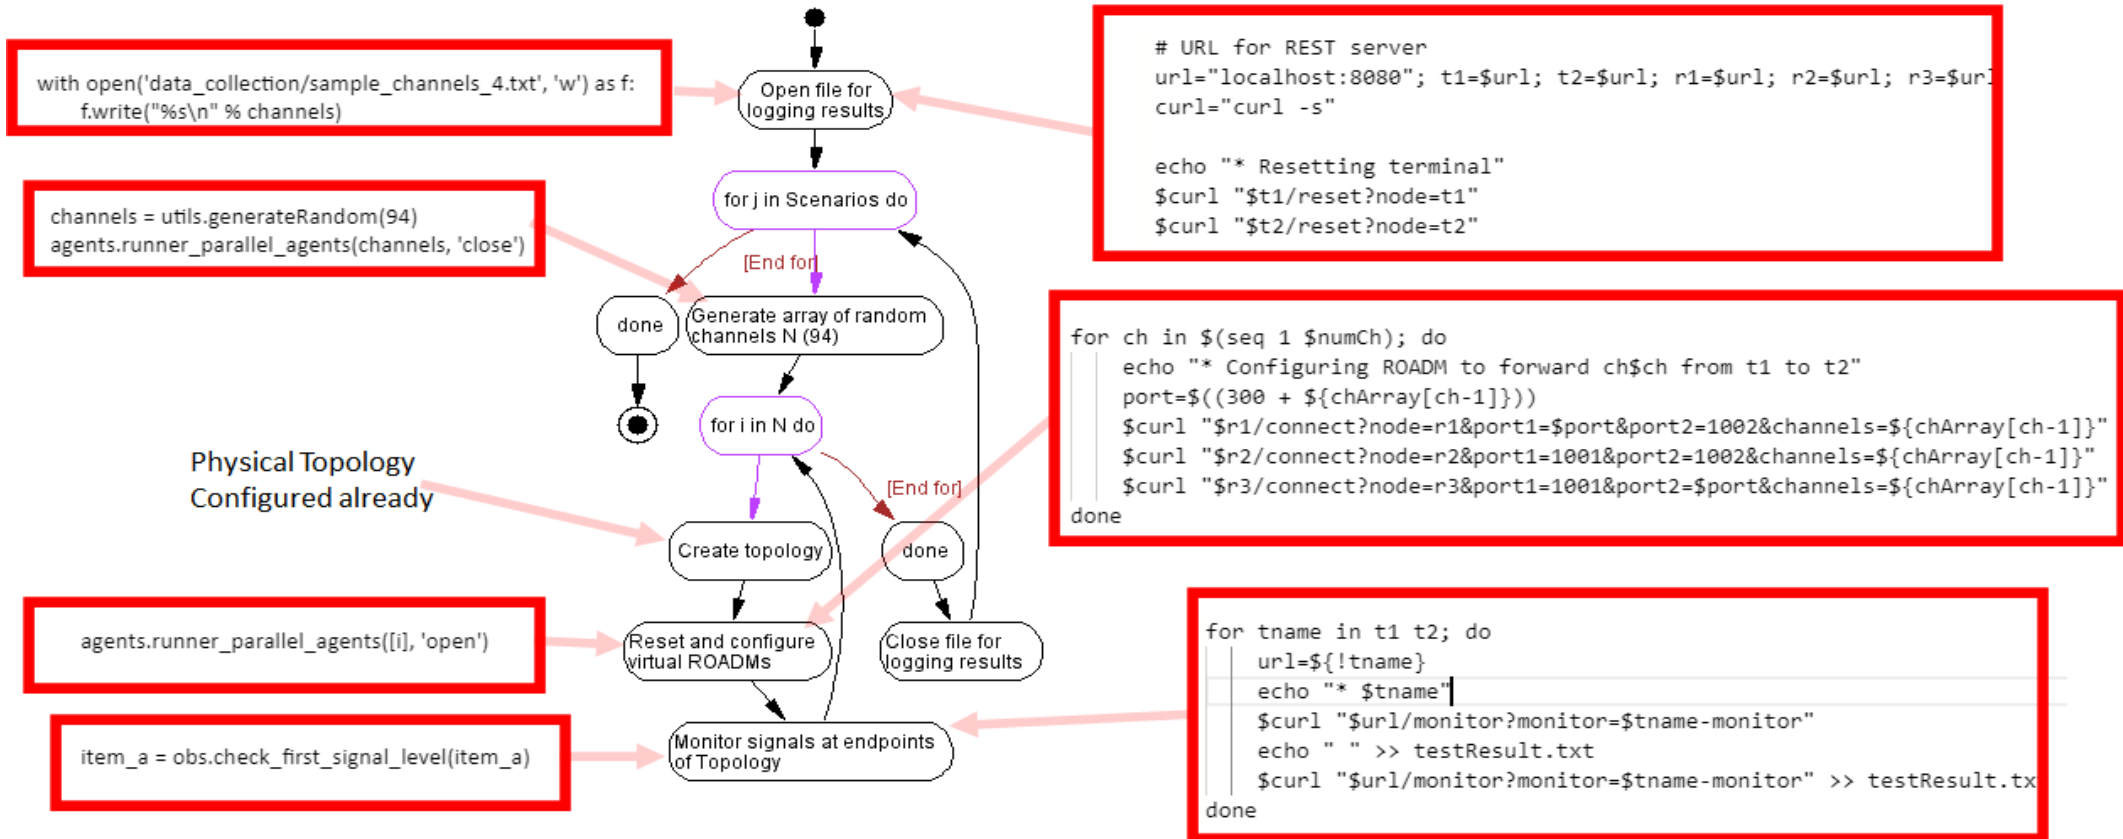 with open('data_collection/sample_channels_4.txt', 'w') as f:
f.write("%s\n" % channels)
channels = utils.generateRandom(94)
agents.runner_parallel_agents(channels, 'close')
Physical Topology
Configured already
agents.runner_parallel_agents([i], 'open')
item_a = obs.check_first_signal_level(item_a)
Open file for
logging results
for j in Scenarios do
[End for]
done
Generate array of random
channels N (94)
for i in N do
[End for]
Create topology
done
Reset and configure
virtual ROADMs
Close file for
logging results
Monitor signals at endpoints
of Topology
# URL for REST server
url="localhost:8080"; t1=$url; t2=$url; r1=$url; r2=$url; r3=$url
curl="curl -s"
echo "* Resetting terminal"
$curl "$t1/reset?node=t1"
$curl "$t2/reset?node=t2"
for ch in $(seq 1 $numCh); do
echo "* Configuring ROADM to forward ch$ch from t1 to t2"
port=$((300 + ${chArray[ch-1]}))
$curl "$r1/connect?node=r1&port1=$port&port2=1002&channels=${chArray[ch-1]}"
$curl "$r2/connect?node=r2&port1=1001&port2=1002&channels=${chArray[ch-1]}"
$curl "$r3/connect?node=r3&port1=1001&port2=$port&channels=${chArray[ch-1]}"
done
for tname in t1 t2; do
url=${!tname}
echo "* $tname"
$curl "$url/monitor?monitor=$tname-monitor"
echo " " >> testResult.txt
$curl "$url/monitor?monitor=$tname-monitor" >> testResult.tx
done